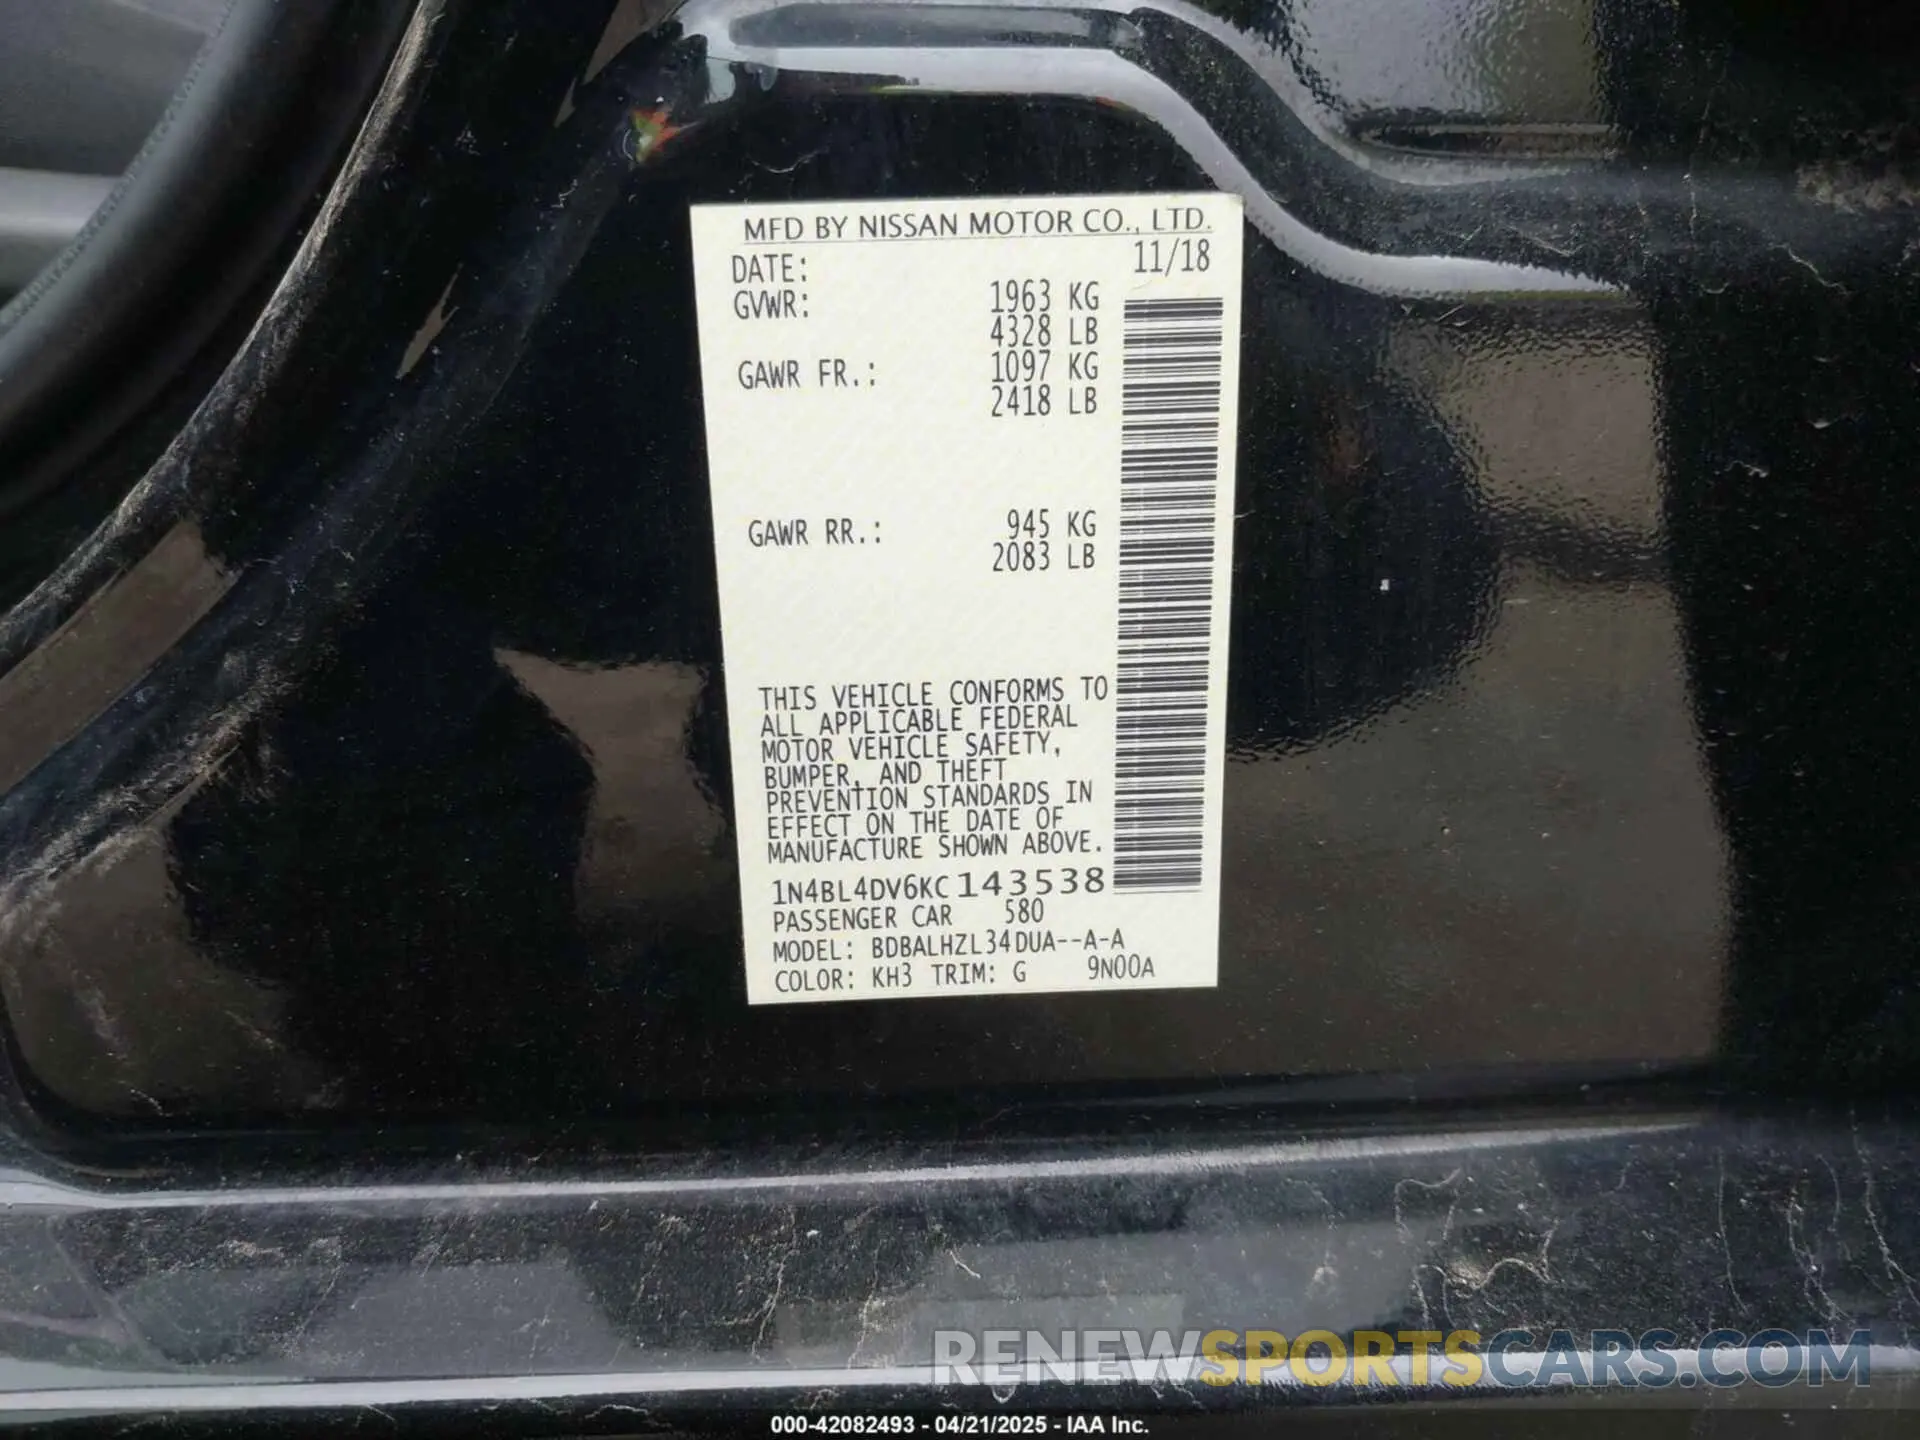 MFD BY NISSAN MOTOR CO., LTD.
DATE: 11/18
GVWR: 1963 KG
4328 LB
GAWR FR.: 1097 KG
2418 LB
GAWR RR.: 945 KG
2083 LB
THIS VEHICLE CONFORMS TO
ALL APPLICABLE FEDERAL
MOTOR VEHICLE SAFETY,
BUMPER, AND THEFT
PREVENTION STANDARDS IN
EFFECT ON THE DATE OF
MANUFACTURE SHOWN ABOVE.
1N4BL4DV6KC143538
PASSENGER CAR 580
MODEL: BDBALHZL34DUA--A-A
COLOR: KH3 TRIM: G 9N00A
RENEWSPORTSCARS.COM
000-42082493 - 04/21/2025 - IAA Inc.